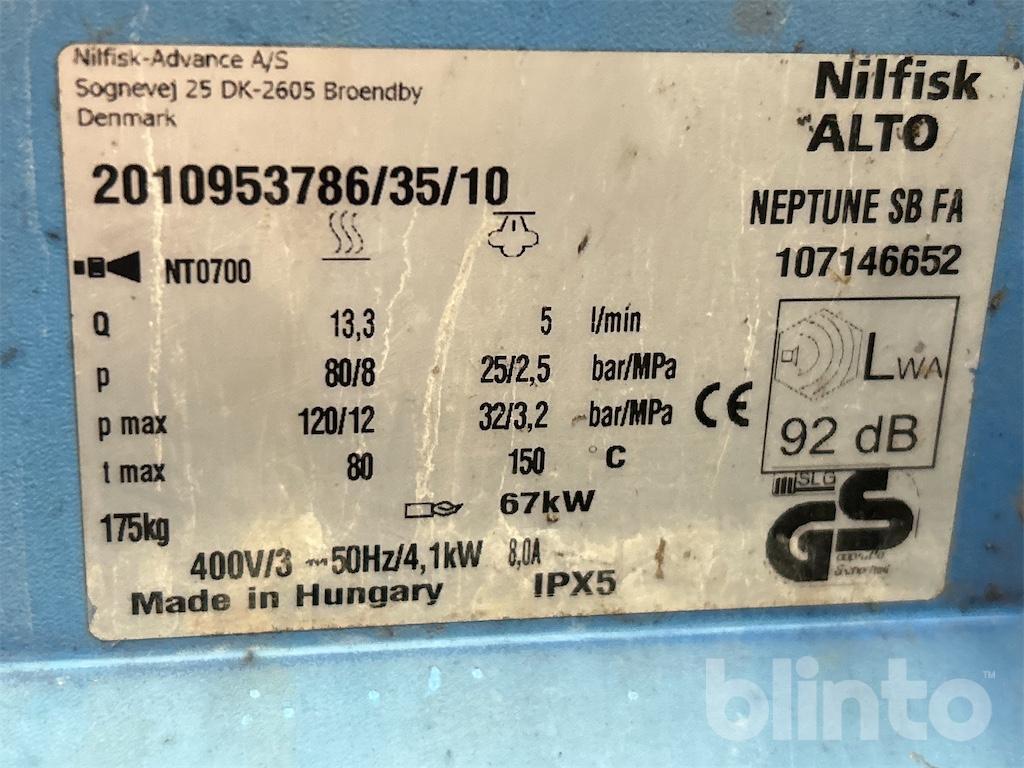 Nilfisk-Advance A/S
Sognevej 25 DK-2605 Broendby
Denmark
Nilfisk
ALTO
2010953786/35/10
NEPTUNE SB FA
107146652
NT0700
Q 13,3 5 l/min
p 80/8 25/2,5 bar/MPa
p max 120/12 32/3,2 bar/MPa
t max 80 150 °C
CE
LWA
92 dB
67kW
175kg
400V/3~50Hz/4,1kW 8,0A
Made in Hungary IPX5
SLG
GS
blinto™